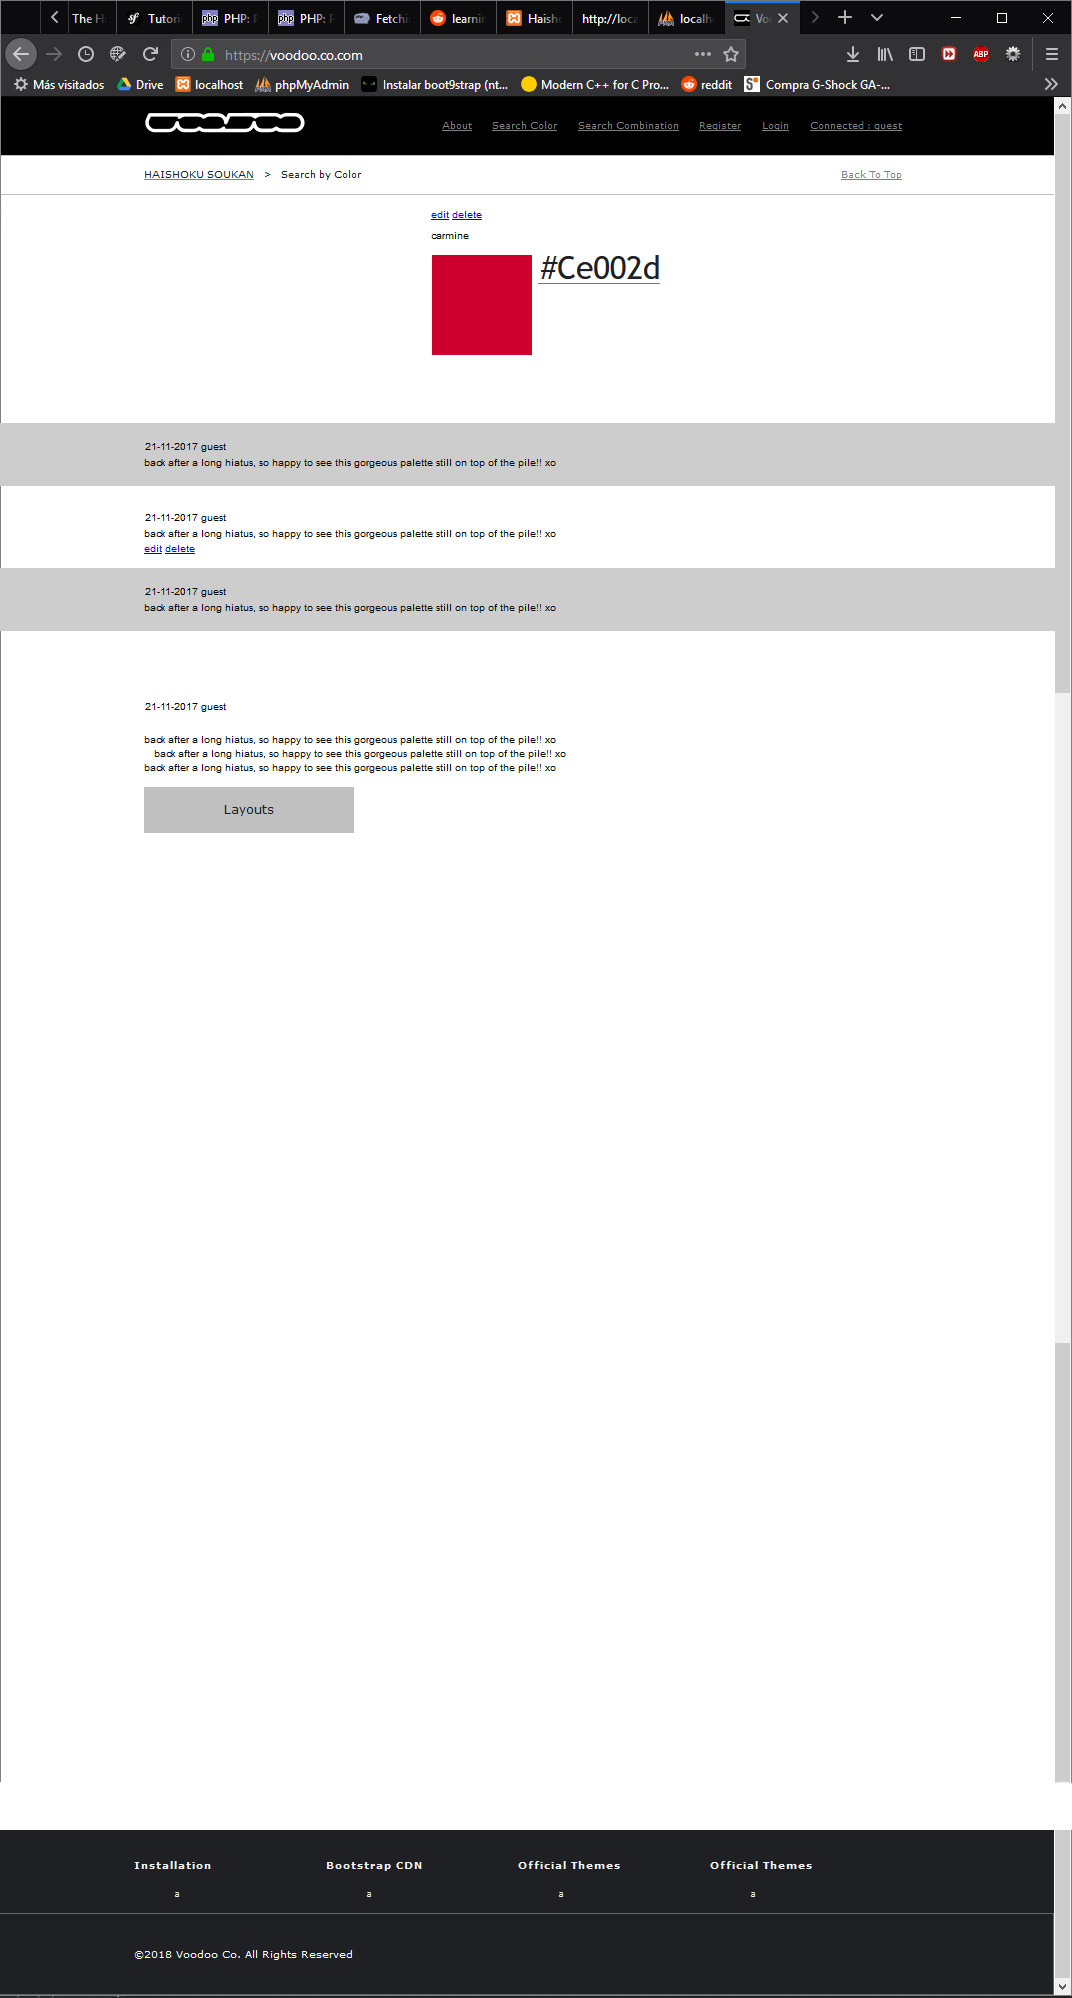 The Hi
Tutoria
PHP: F
PHP: F
Fetchin
learnin
Haisho
http://loca
localh
Vo
https://voodoo.co.com
Más visitados
Drive
localhost
phpMyAdmin
Instalar boot9strap (nt...
Modern C++ for C Pro...
reddit
Compra G-Shock GA-...
VOODOO
About
Search Color
Search Combination
Register
Login
Connected : guest
HAISHOKU SOUKAN > Search by Color
Back To Top
edit delete
carmine
#Ce002d
21-11-2017 guest
back after a long hiatus, so happy to see this gorgeous palette still on top of the pile!! xo
21-11-2017 guest
back after a long hiatus, so happy to see this gorgeous palette still on top of the pile!! xo
edit delete
21-11-2017 guest
back after a long hiatus, so happy to see this gorgeous palette still on top of the pile!! xo
21-11-2017 guest
back after a long hiatus, so happy to see this gorgeous palette still on top of the pile!! xo
back after a long hiatus, so happy to see this gorgeous palette still on top of the pile!! xo
back after a long hiatus, so happy to see this gorgeous palette still on top of the pile!! xo
Layouts
Installation
Bootstrap CDN
Official Themes
Official Themes
a
a
a
a
©2018 Voodoo Co. All Rights Reserved